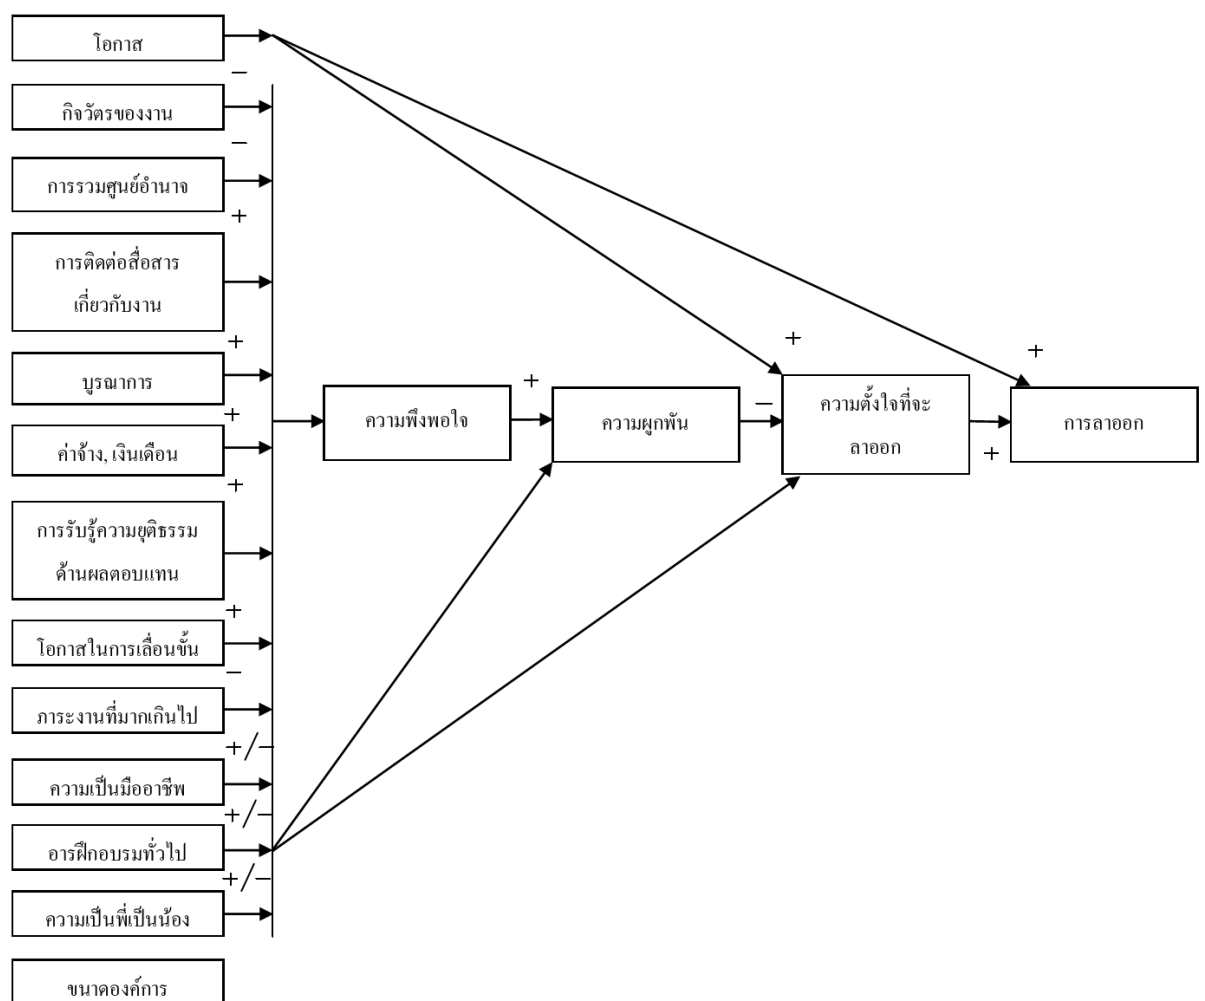 โอกาส
−
กิจวัตรของงาน
−
การรวมศูนย์อำนาจ
+
การติดต่อสื่อสาร
เกี่ยวกับงาน
+
+
+
บูรณาการ
+
ความพึงพอใจ
+
ความผูกพัน
−
ความตั้งใจที่จะ
ลาออก
+
การลาออก
ค่าจ้าง, เงินเดือน
+
การรับรู้ความยุติธรรม
ด้านผลตอบแทน
+
โอกาสในการเลื่อนขั้น
−
ภาระงานที่มากเกินไป
+/−
ความเป็นมืออาชีพ
+/−
อารฝึกอบรมทั่วไป
+/−
ความเป็นพี่เป็นน้อง
ขนาดองค์การ